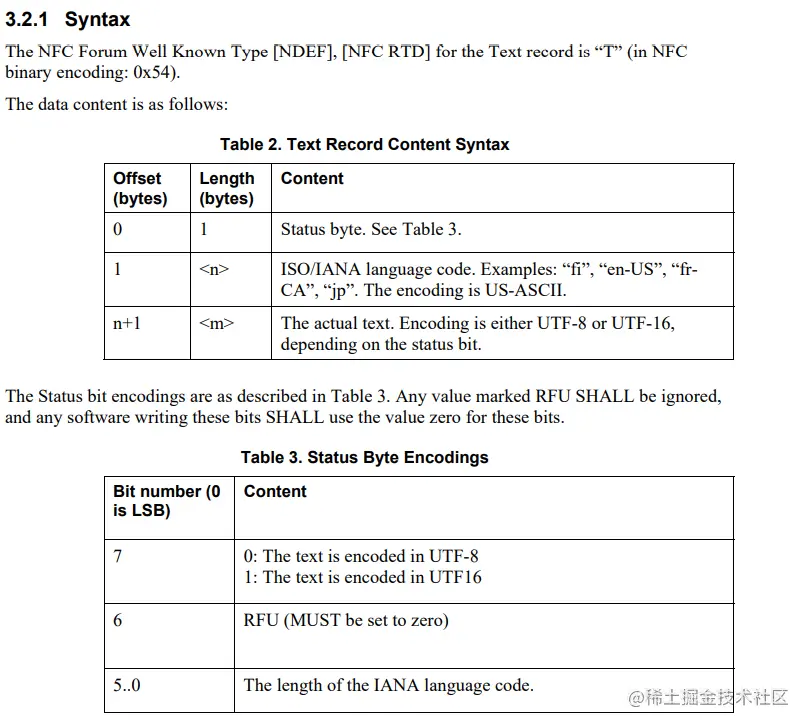 3.2.1 Syntax
The NFC Forum Well Known Type [NDEF], [NFC RTD] for the Text record is “T” (in NFC
binary encoding: 0x54).
The data content is as follows:
Table 2. Text Record Content Syntax
Offset (bytes) Length (bytes) Content
0 1 Status byte. See Table 3.
1 <n> ISO/IANA language code. Examples: “fi”, “en-US”, “fr-
CA”, “jp”. The encoding is US-ASCII.
n+1 <m> The actual text. Encoding is either UTF-8 or UTF-16,
depending on the status bit.
The Status bit encodings are as described in Table 3. Any value marked RFU SHALL be ignored,
and any software writing these bits SHALL use the value zero for these bits.
Table 3. Status Byte Encodings
Bit number (0 is LSB) Content
7 0: The text is encoded in UTF-8
1: The text is encoded in UTF16
6 RFU (MUST be set to zero)
5..0 The length of the IANA language code.
@稀土掘金技术社区